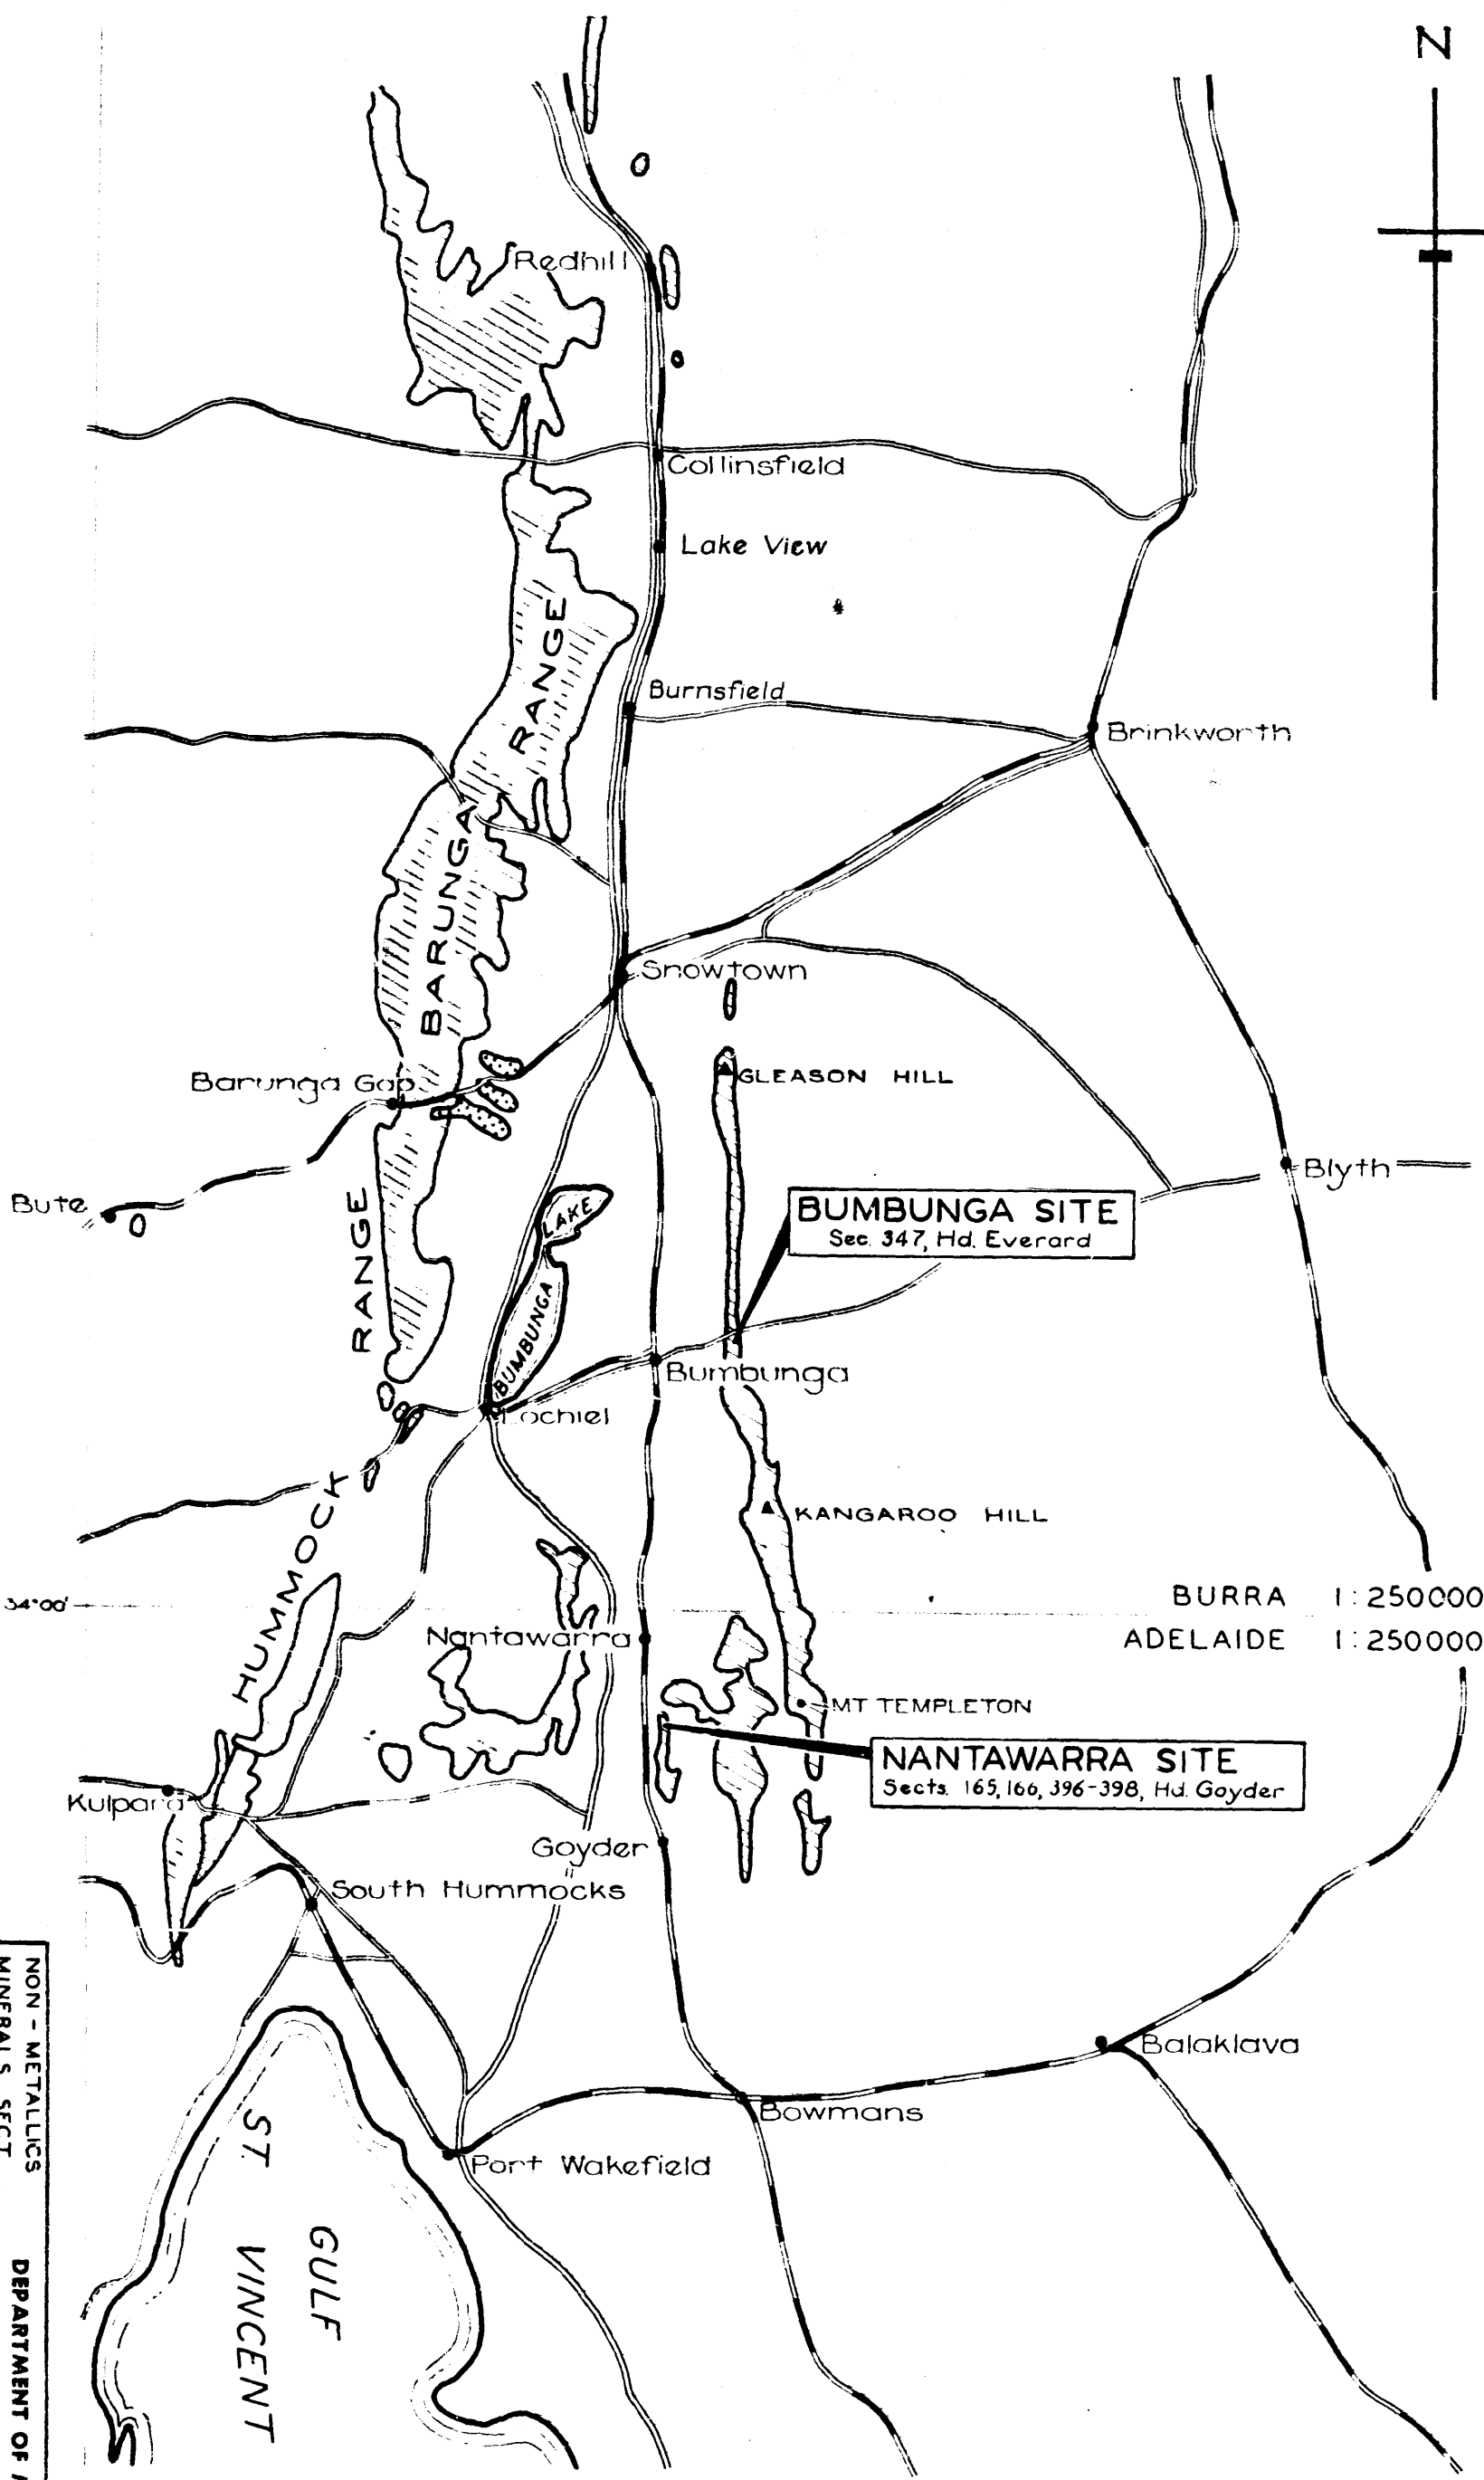 N
Redhill
Collinsfield
Lake View
RANGE
Burnsfield
Brinkworth
BARUNGA
Snowtown
Barunga Gap
GLEASON HILL
Blyth
Bute
LAKE
BUMBUNGA SITE
Sec. 347, Hd. Everard
RANGE
BUMBUNGA
Bumbunga
Lochiel
KANGAROO HILL
HUMMOCK
34°00'
BURRA 1:250000
Nantawarra
ADELAIDE 1:250000
MT TEMPLETON
NANTAWARRA SITE
Sects. 165, 166, 396-398, Hd. Goyder
Kulpara
Goyder
South Hummocks
Balaklava
Bowmans
Port Wakefield
GULF
ST. VINCENT
NON - METALLICS
MINERALS SECT
DEPARTMENT OF